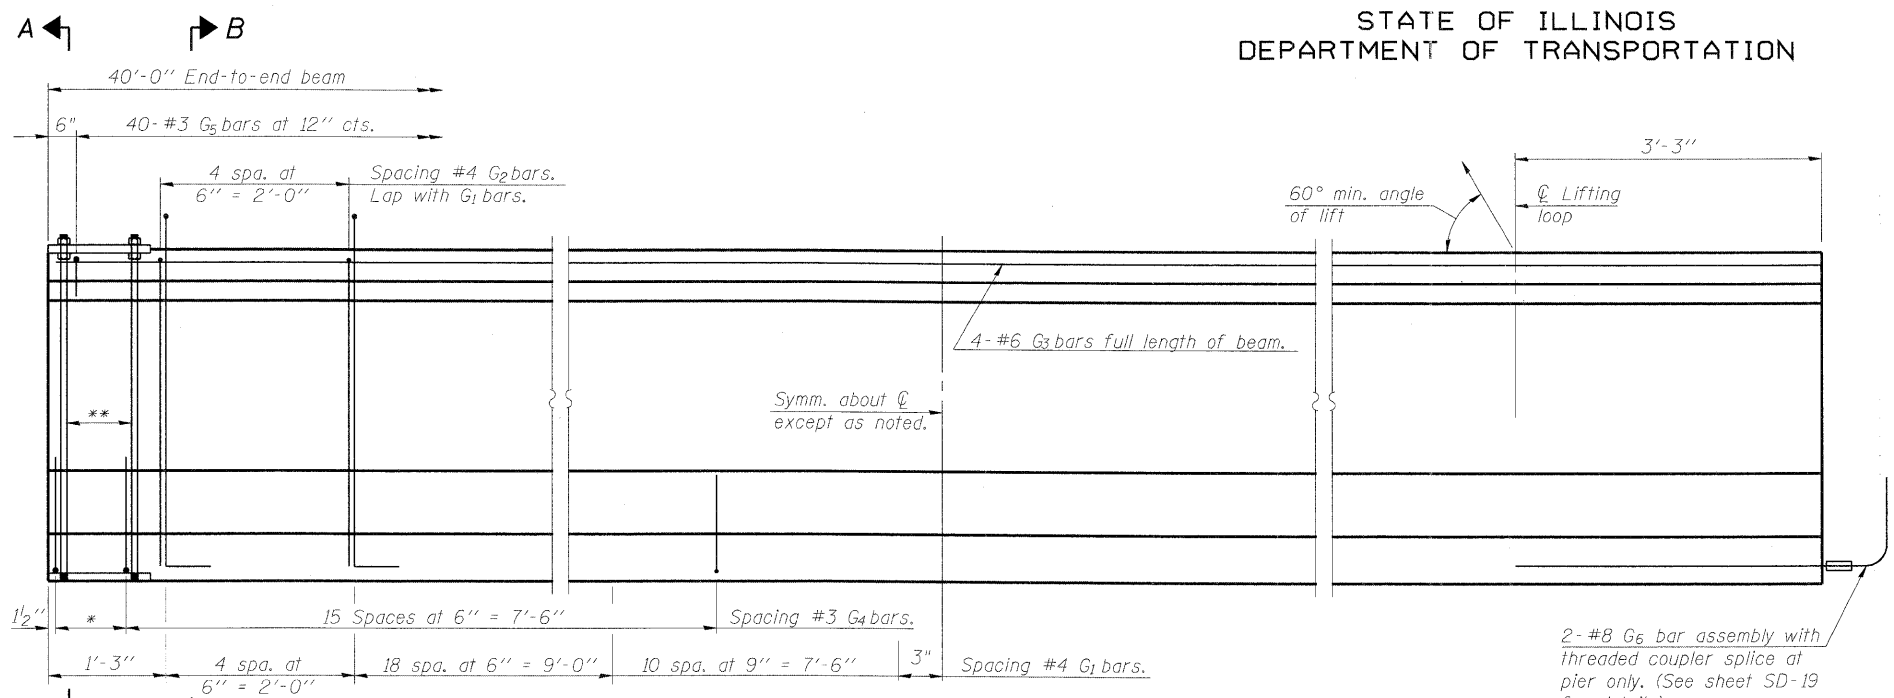 STATE OF ILLINOIS
DEPARTMENT OF TRANSPORTATION
A
B
40'-0" End-to-end beam
6"
40-#3 G5 bars at 12" cts.
4 spa. at
6" = 2'-0"
Spacing #4 G2 bars.
Lap with G1 bars.
3'-3"
60° min. angle
of lift
℄ Lifting
loop
4-#6 G3 bars full length of beam.
Symm. about ℄
except as noted.
**
1½"
*
15 Spaces at 6" = 7'-6"
Spacing #3 G4 bars.
1'-3"
4 spa. at
6" = 2'-0"
18 spa. at 6" = 9'-0"
10 spa. at 9" = 7'-6"
3"
Spacing #4 G1 bars.
2-#8 G6 bar assembly with
threaded coupler splice at
pier only. (See sheet SD-19